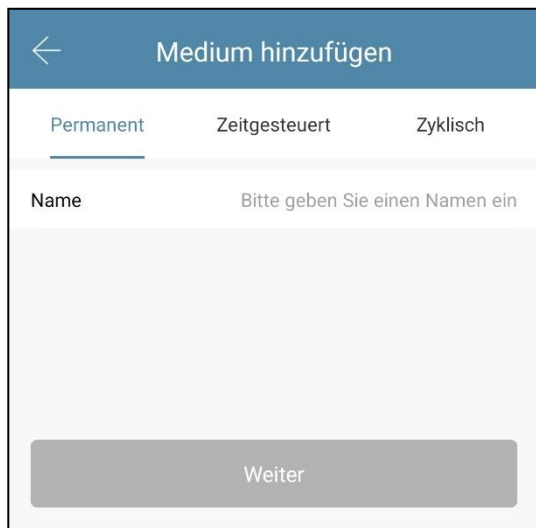 Medium hinzufügen
Permanent Zeitgesteuert Zyklisch
Name Bitte geben Sie einen Namen ein
Weiter